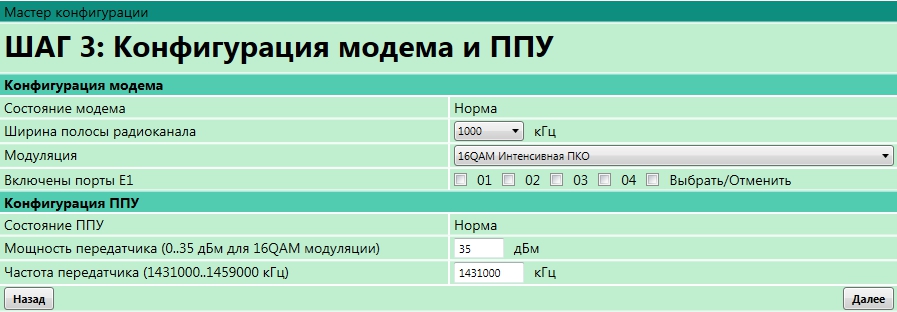 Мастер конфигурации
ШАГ 3: Конфигурация модема и ППУ
Конфигурация модема
Состояние модема Норма
Ширина полосы радиоканала 1000 кГц
Модуляция 16QAM Интенсивная ПКО
Включены порты E1 01 02 03 04 Выбрать/Отменить
Конфигурация ППУ
Состояние ППУ Норма
Мощность передатчика (0..35 дБм для 16QAM модуляции) 35 дБм
Частота передатчика (1431000..1459000 кГц) 1431000 кГц
Назад Далее